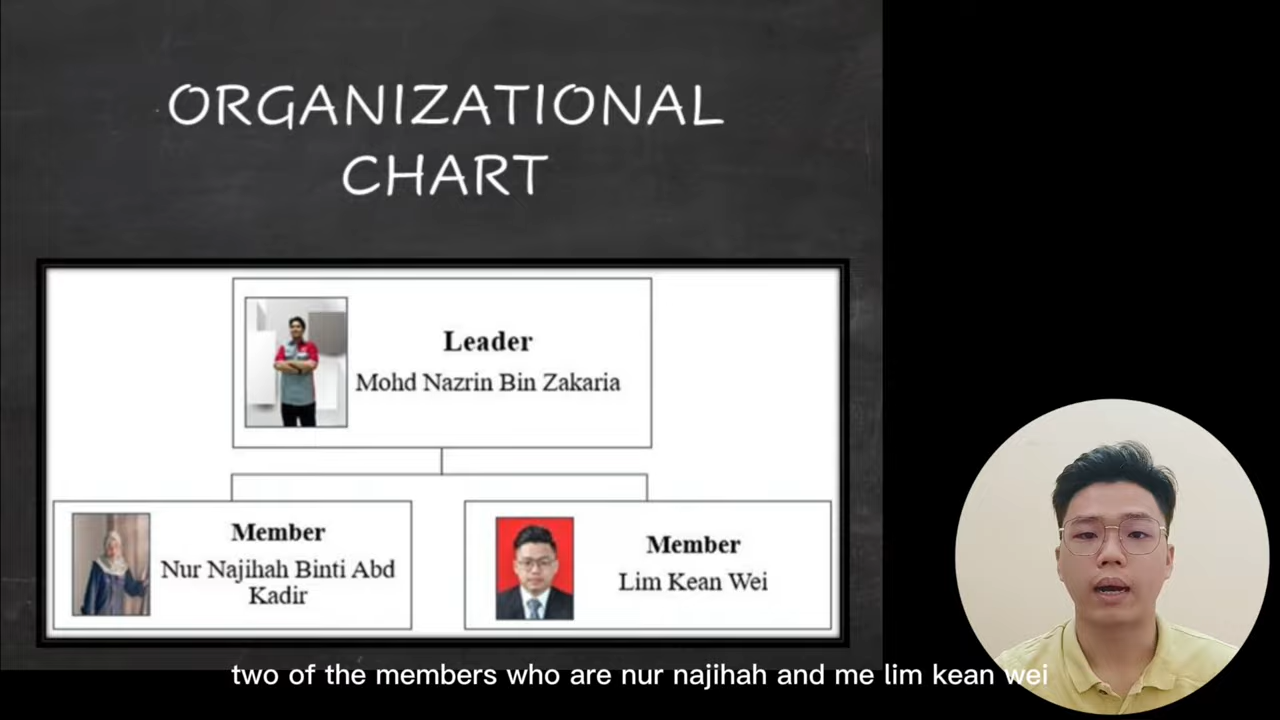 ORGANIZATIONAL
CHART
Leader
Mohd Nazrin Bin Zakaria
Member
Nur Najihah Binti Abd
Kadir
Member
Lim Kean Wei
two of the members who are nur najihah and me lim kean wei